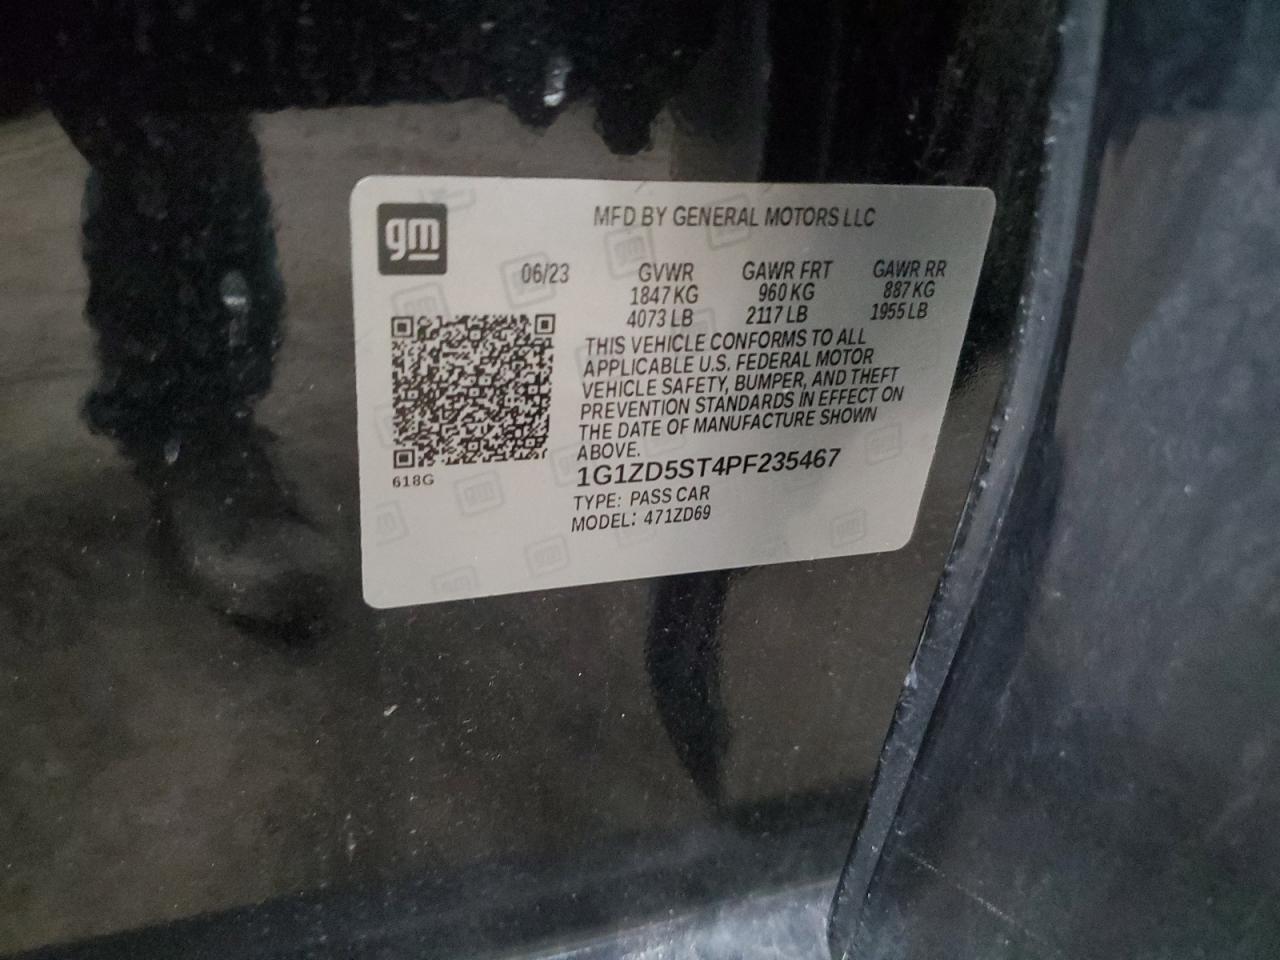 gm
MFD BY GENERAL MOTORS LLC
06/23 GVWR GAWR FRT GAWR RR
1847 KG 960 KG 887 KG
4073 LB 2117 LB 1955 LB
THIS VEHICLE CONFORMS TO ALL
APPLICABLE U.S. FEDERAL MOTOR
VEHICLE SAFETY, BUMPER, AND THEFT
PREVENTION STANDARDS IN EFFECT ON
THE DATE OF MANUFACTURE SHOWN
ABOVE.
618G
1G1ZD5ST4PF235467
TYPE: PASS CAR
MODEL: 471ZD69